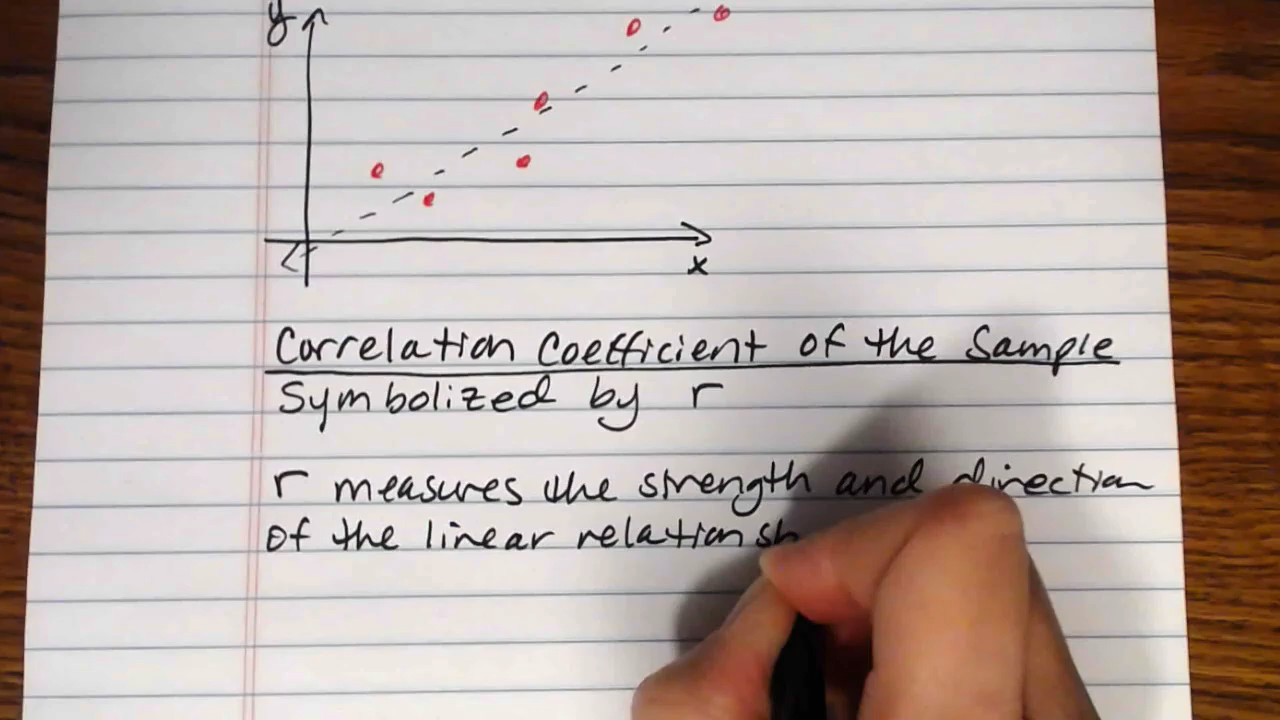 y
x
Correlation Coefficient of the Sample
Symbolized by r
r measures the strength and direction
of the linear relationsh